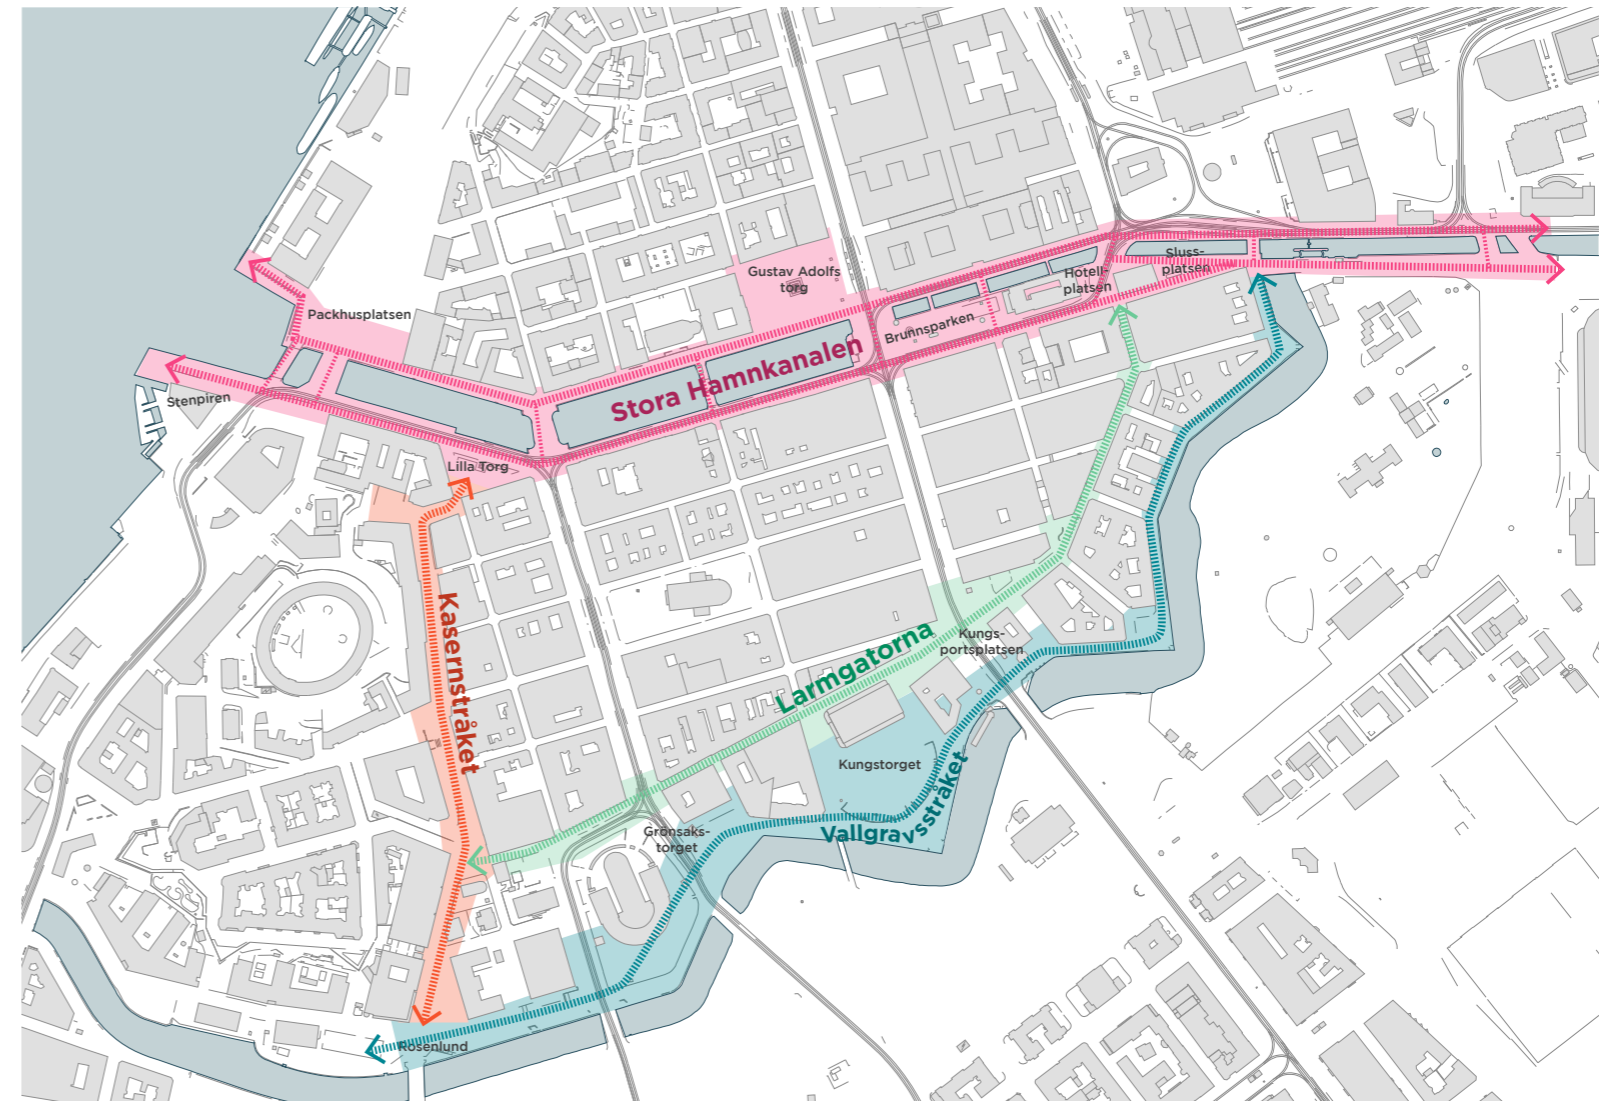 Gustav Adolfs
torg
Sluss-
platsen
Hotell-
platsen
Packhusplatsen
Brunnsparken
Stora Hamnkanalen
Stenpiren
Lilla Torg
Kasernstråket
Larmgatorna
Kungs-
portsplatsen
Kungstorget
Vallgravsstråket
Grönsaks-
torget
Rosenlund